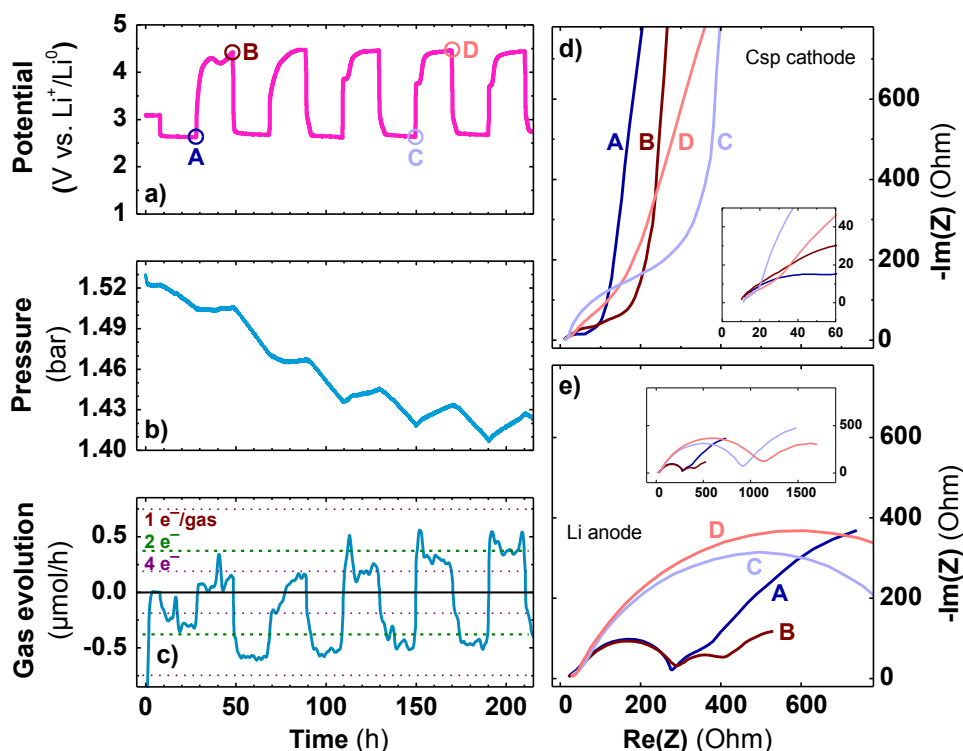 Potential
(V vs. Li⁺/Li⁰)
5
4
3
2
1
A
B
C
D
a)
Pressure
(bar)
1.52
1.49
1.46
1.43
1.40
b)
Gas evolution
(µmol/h)
0.5
0.0
-0.5
1 e⁻/gas
2 e⁻
4 e⁻
c)
0 50 100 150 200
Time (h)
d)
Csp cathode
A
B
D
C
600
400
200
0
-Im(Z) (Ohm)
40
20
0
20 40 60
e)
Li anode
500
0
0 500 1000 1500
D
C
A
B
600
400
200
0
-Im(Z) (Ohm)
0 200 400 600
Re(Z) (Ohm)